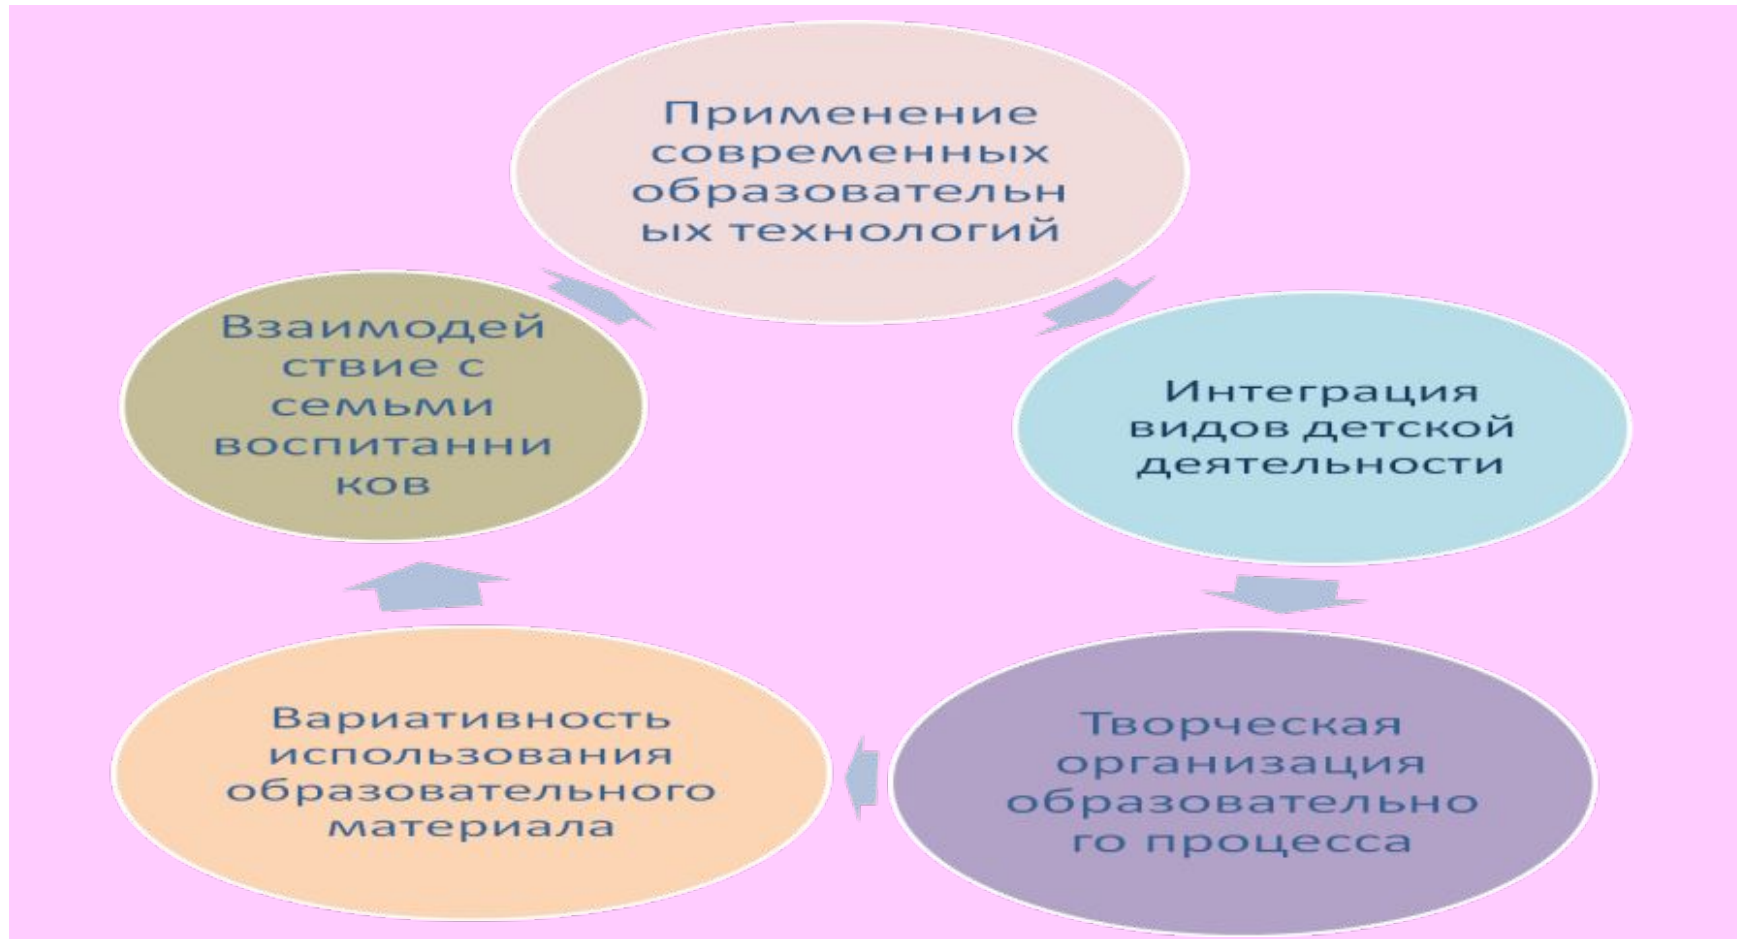 Применение
современных
образовательн
ых технологий
Интеграция
видов детской
деятельности
Творческая
организация
образовательно
го процесса
Вариативность
использования
образовательного
материала
Взаимодей
ствие с
семьми
воспитанни
ков